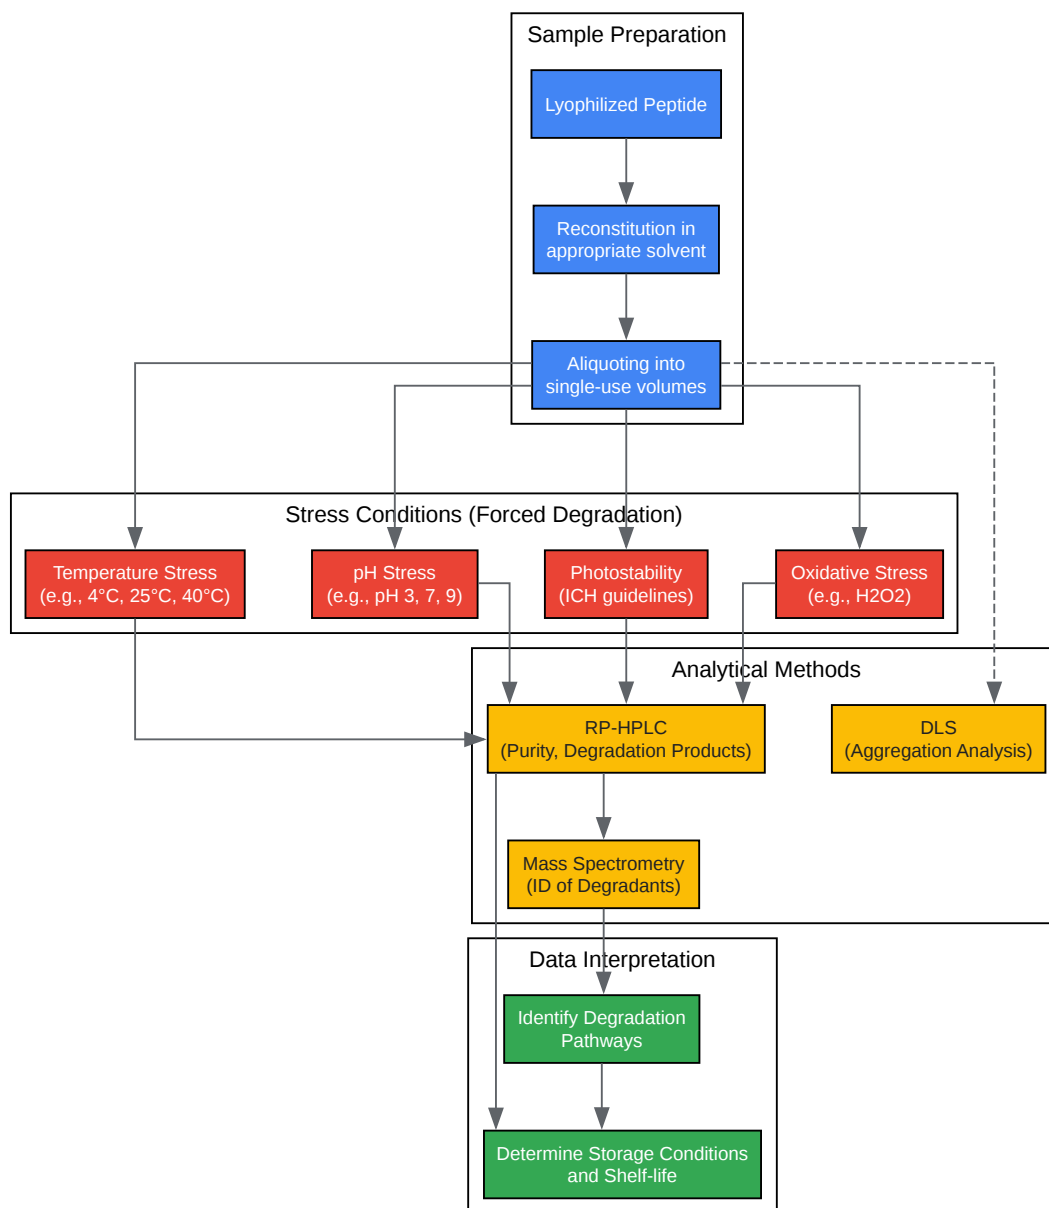 Sample Preparation
Lyophilized Peptide
Reconstitution in
appropriate solvent
Aliquoting into
single-use volumes
Stress Conditions (Forced Degradation)
Temperature Stress
(e.g., 4°C, 25°C, 40°C)
pH Stress
(e.g., pH 3, 7, 9)
Photostability
(ICH guidelines)
Oxidative Stress
(e.g., H2O2)
Analytical Methods
RP-HPLC
(Purity, Degradation Products)
DLS
(Aggregation Analysis)
Mass Spectrometry
(ID of Degradants)
Data Interpretation
Identify Degradation
Pathways
Determine Storage Conditions
and Shelf-life